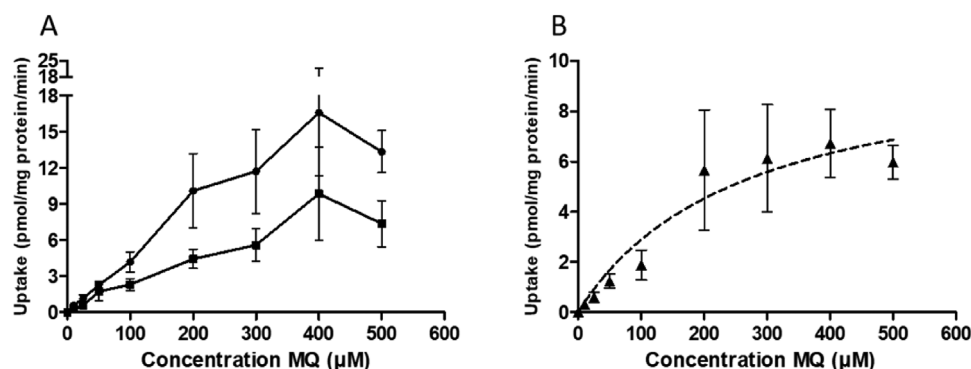 A
Uptake (pmol/mg protein/min)
25
18
18
15
12
9
6
3
0
0 100 200 300 400 500 600
Concentration MQ (µM)
B
Uptake (pmol/mg protein/min)
10
8
6
4
2
0
0 100 200 300 400 500 600
Concentration MQ (µM)